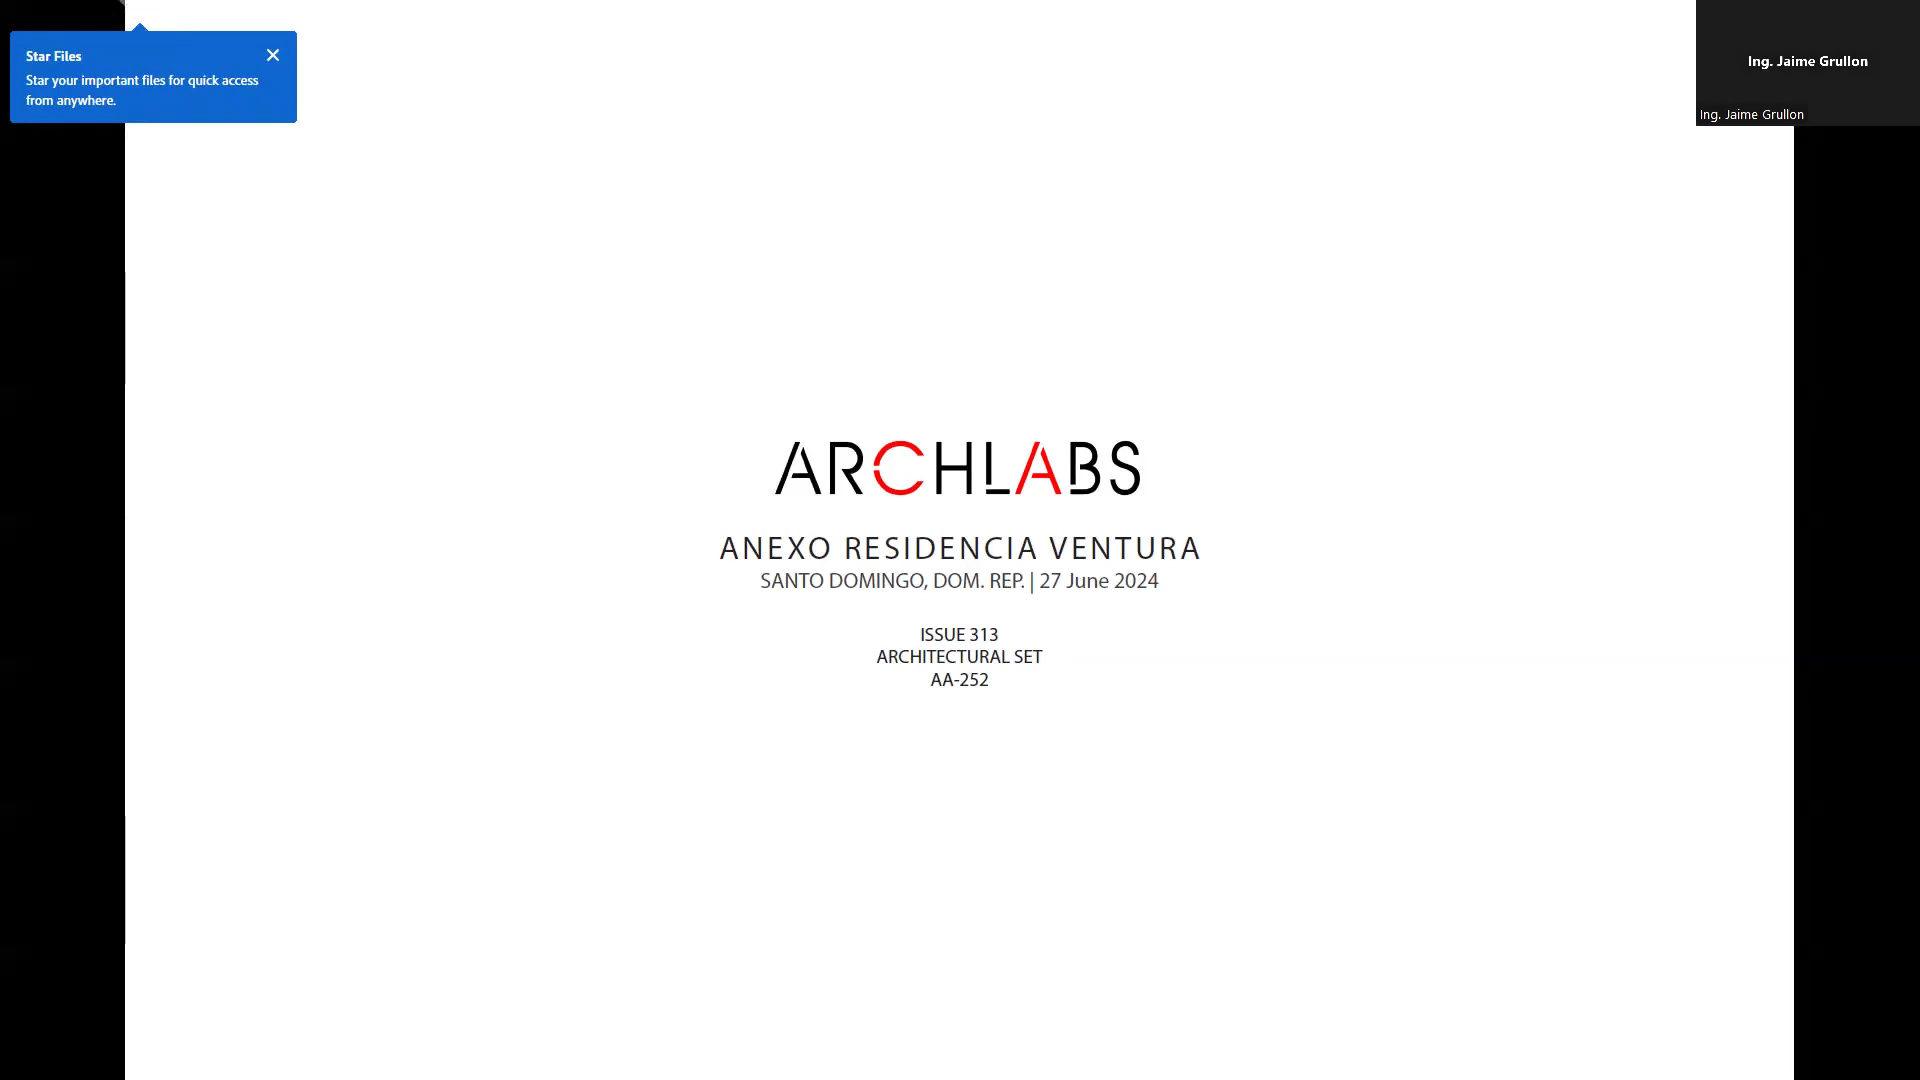 Star Files
Star your important files for quick access
from anywhere.
Ing. Jaime Grullon
Ing. Jaime Grullon
ARCHLABS
ANEXO RESIDENCIA VENTURA
SANTO DOMINGO, DOM. REP. | 27 June 2024
ISSUE 313
ARCHITECTURAL SET
AA-252